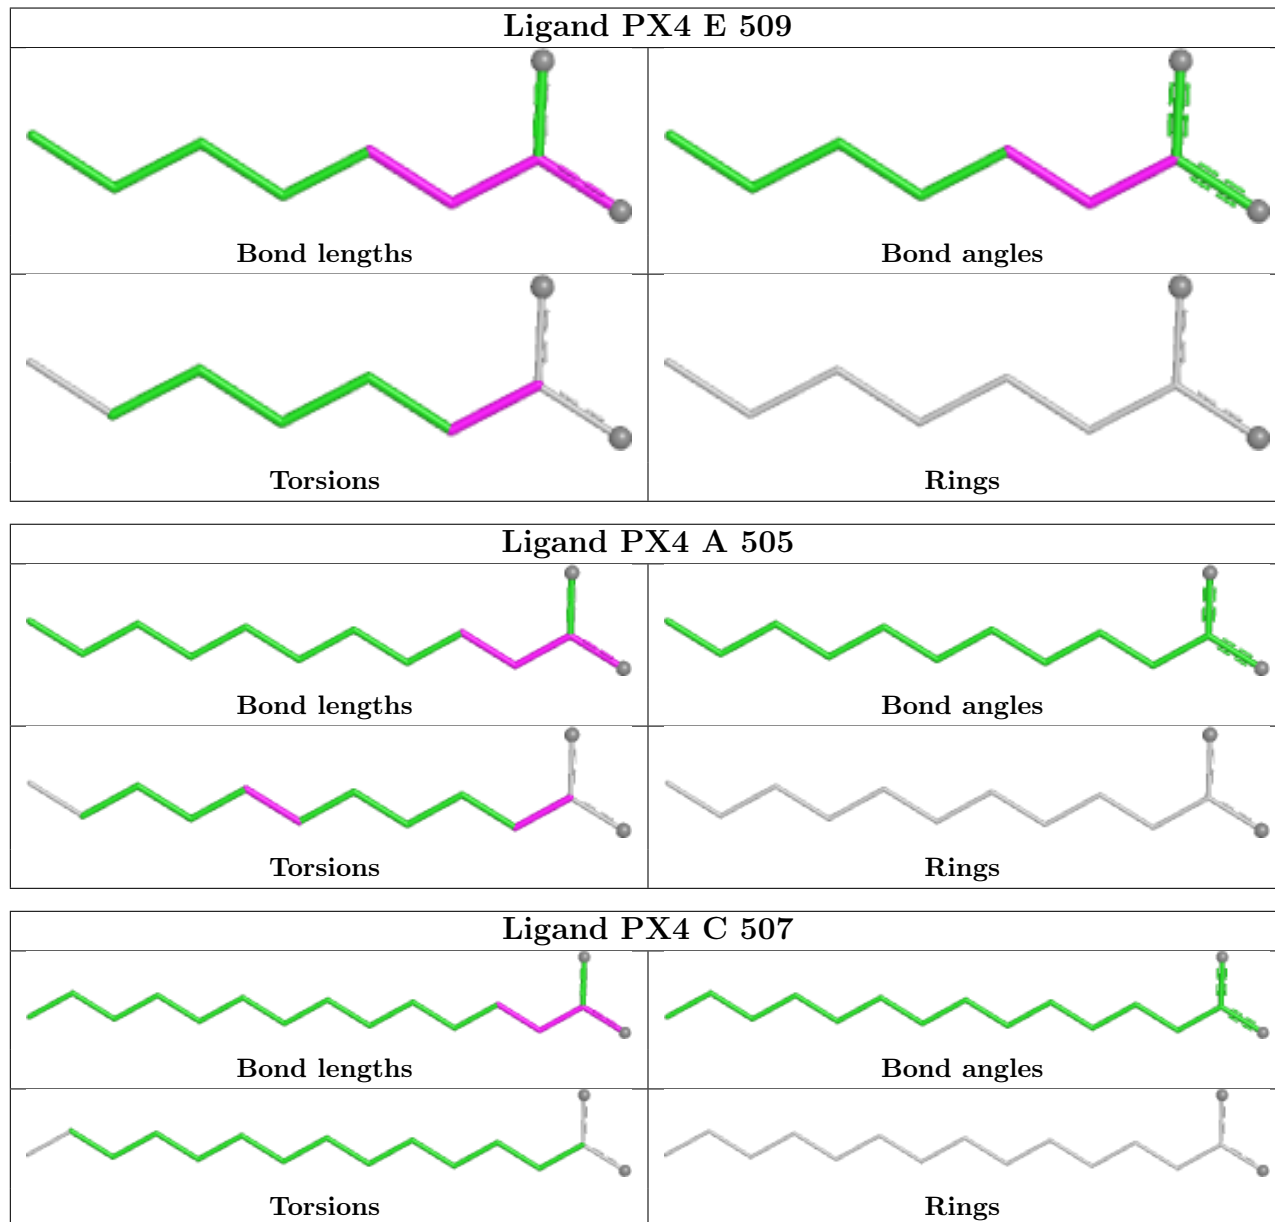 Ligand PX4 E 509
Bond lengths
Bond angles
Torsions
Rings
Ligand PX4 A 505
Bond lengths
Bond angles
Torsions
Rings
Ligand PX4 C 507
Bond lengths
Bond angles
Torsions
Rings